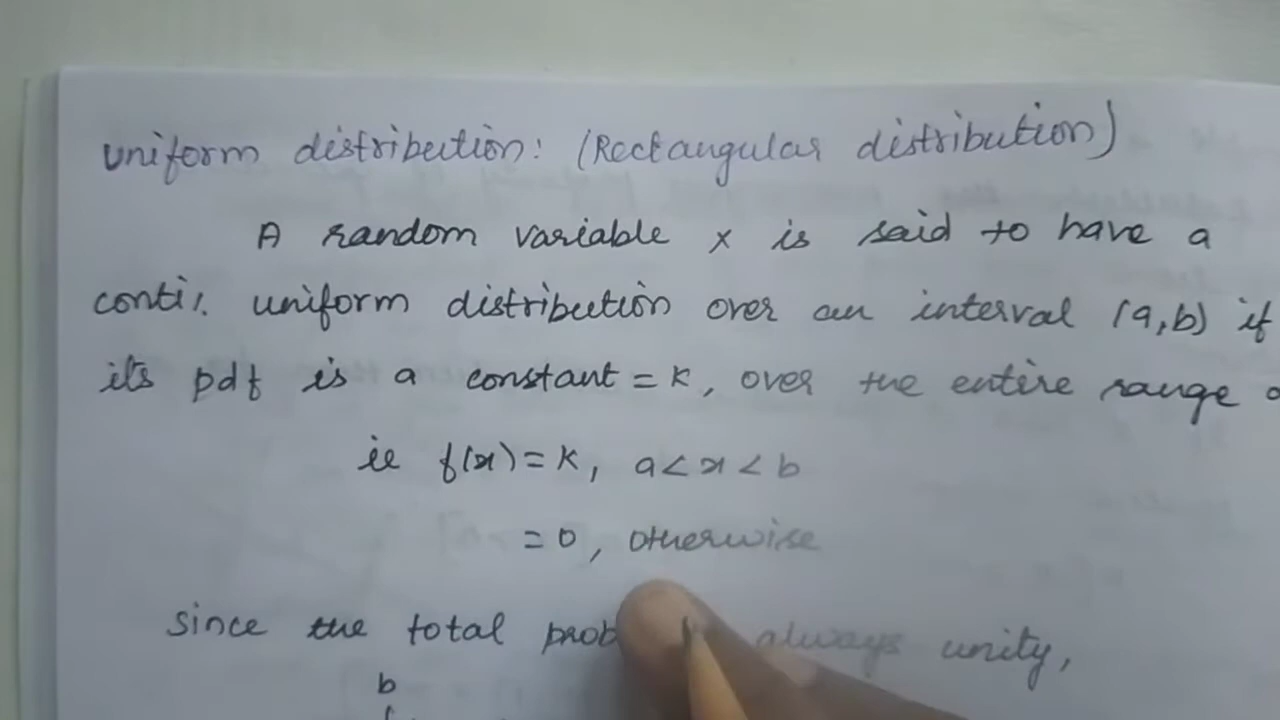 uniform distribution: (Rectangular distribution)
A random variable x is said to have a
conti:. uniform distribution over an interval (a,b) if
it's pdf is a constant = k, over the entire range
ie f(x) = k, a < x < b
= 0, otherwise
since the total prob always unity,
b